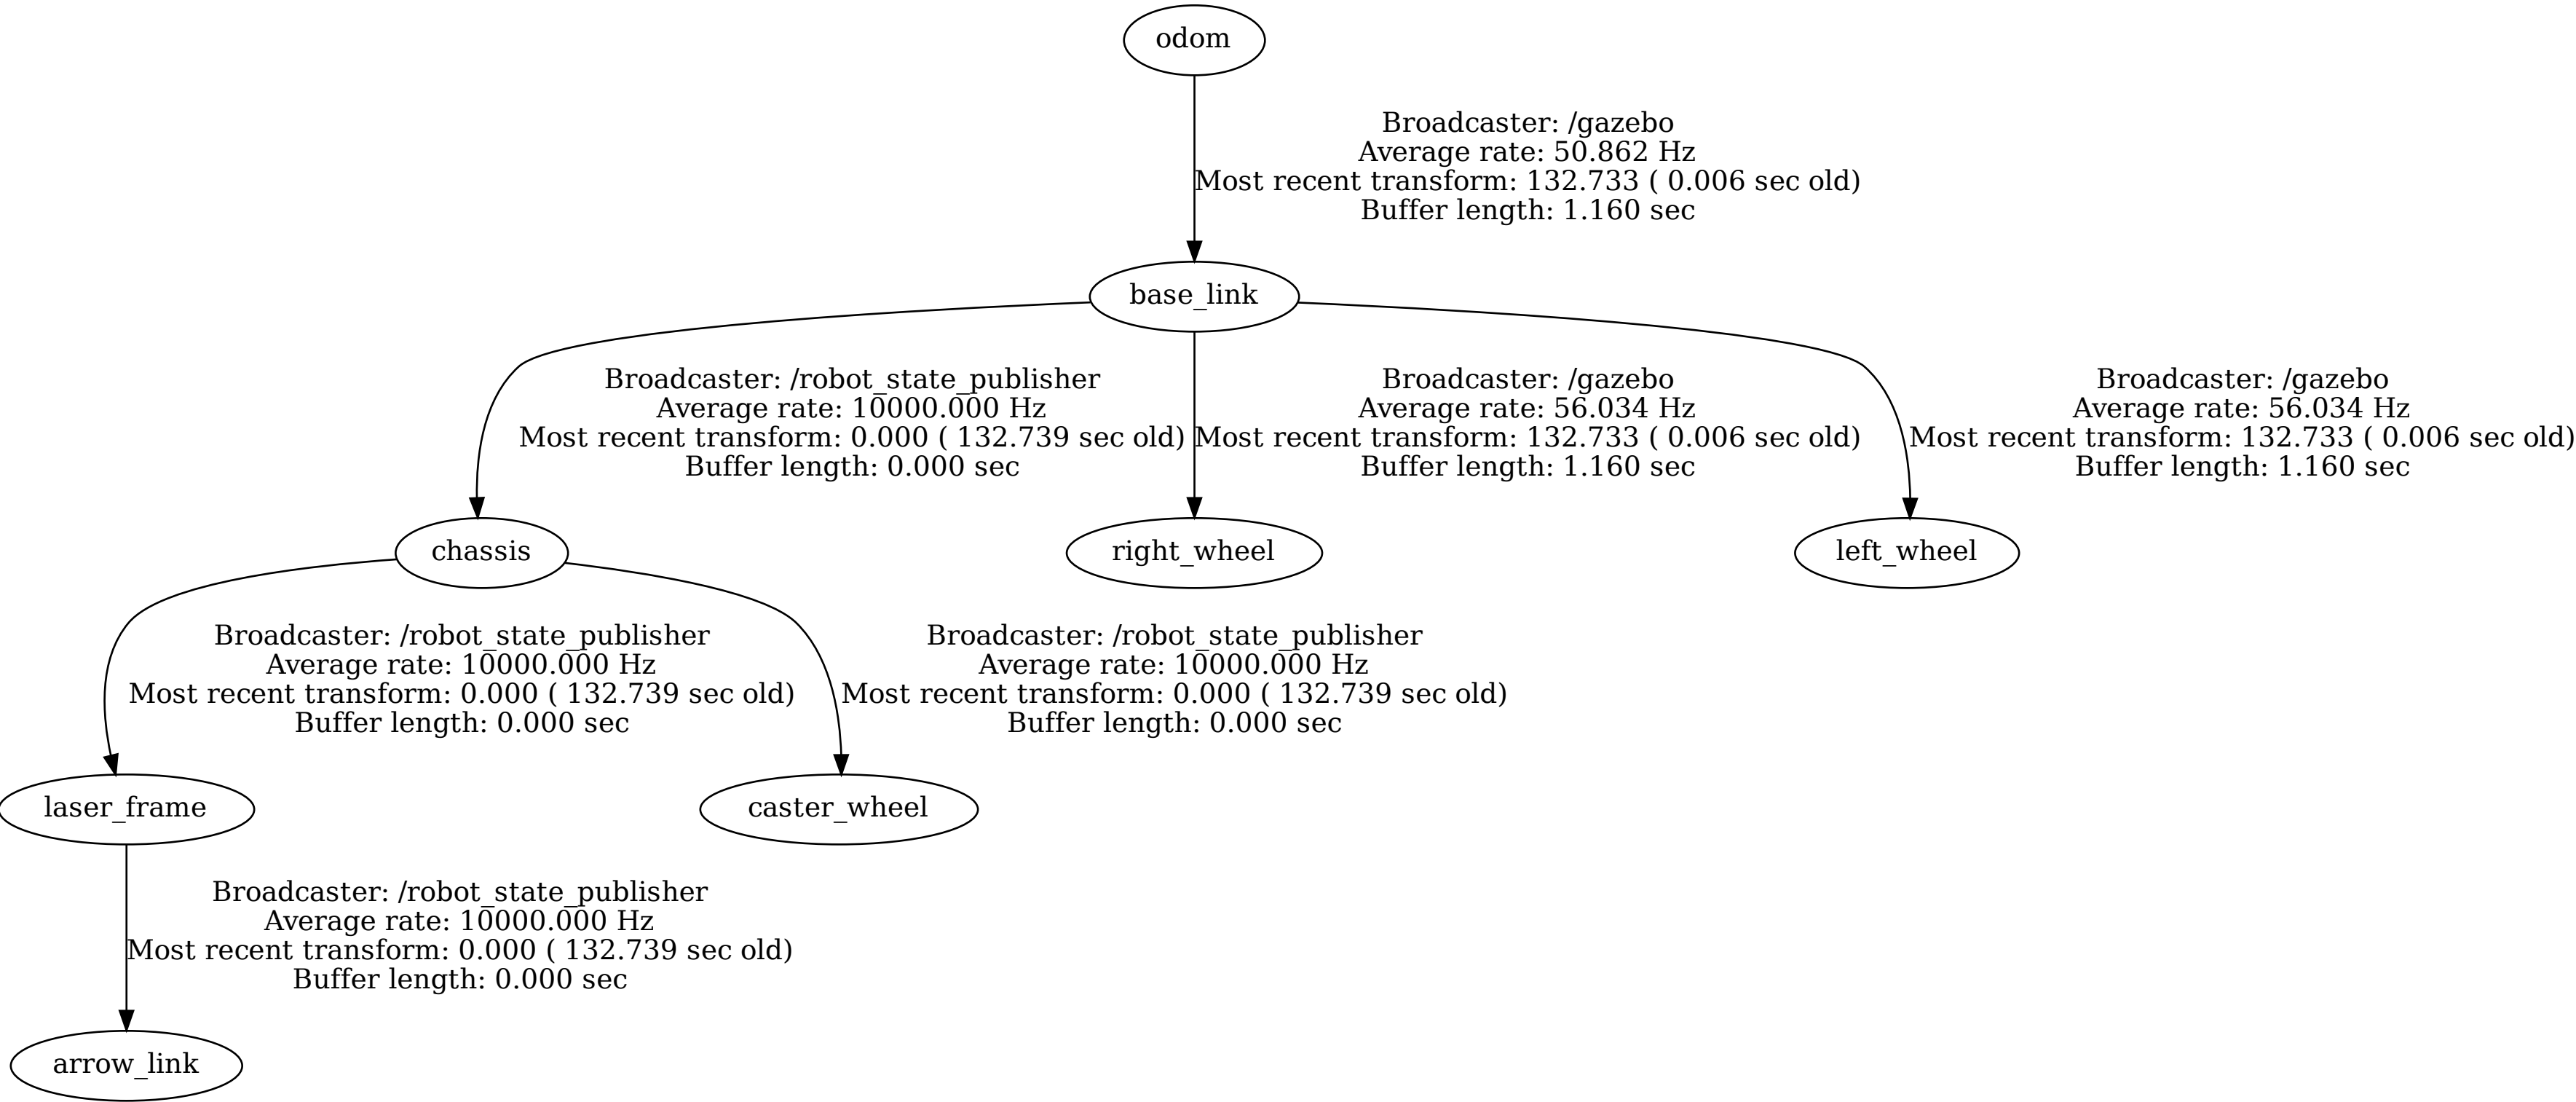 odom
Broadcaster: /gazebo
Average rate: 50.862 Hz
Most recent transform: 132.733 ( 0.006 sec old)
Buffer length: 1.160 sec
base_link
Broadcaster: /robot_state_publisher
Average rate: 10000.000 Hz
Most recent transform: 0.000 ( 132.739 sec old)
Buffer length: 0.000 sec
Broadcaster: /gazebo
Average rate: 56.034 Hz
Most recent transform: 132.733 ( 0.006 sec old)
Buffer length: 1.160 sec
Broadcaster: /gazebo
Average rate: 56.034 Hz
Most recent transform: 132.733 ( 0.006 sec old)
Buffer length: 1.160 sec
chassis
right_wheel
left_wheel
Broadcaster: /robot_state_publisher
Average rate: 10000.000 Hz
Most recent transform: 0.000 ( 132.739 sec old)
Buffer length: 0.000 sec
Broadcaster: /robot_state_publisher
Average rate: 10000.000 Hz
Most recent transform: 0.000 ( 132.739 sec old)
Buffer length: 0.000 sec
laser_frame
caster_wheel
Broadcaster: /robot_state_publisher
Average rate: 10000.000 Hz
Most recent transform: 0.000 ( 132.739 sec old)
Buffer length: 0.000 sec
arrow_link